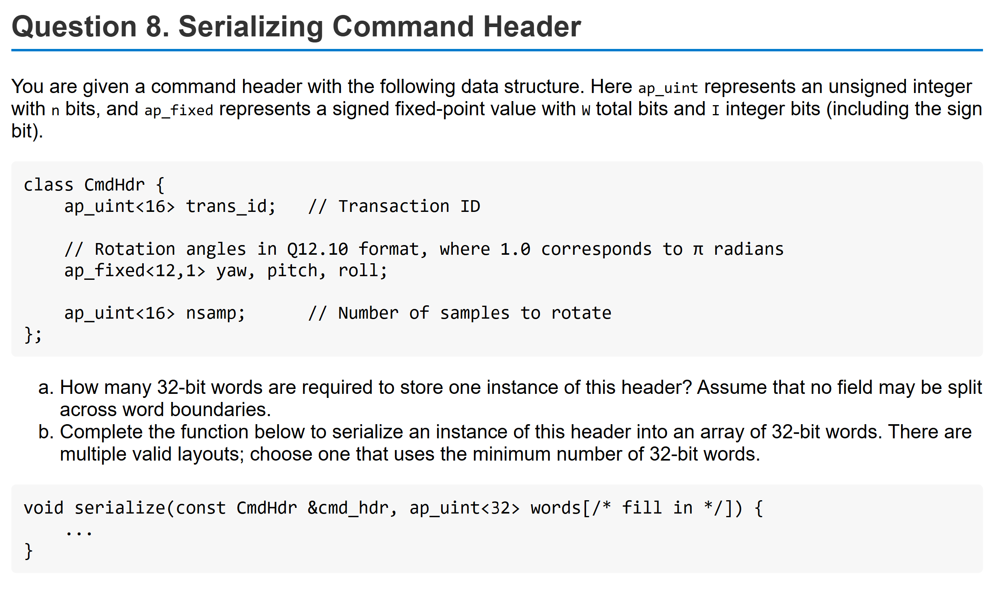 Question 8. Serializing Command Header
You are given a command header with the following data structure. Here ap_uint represents an unsigned integer
with n bits, and ap_fixed represents a signed fixed-point value with W total bits and I integer bits (including the sign
bit).
class CmdHdr {
    ap_uint<16> trans_id;   // Transaction ID
    // Rotation angles in Q12.10 format, where 1.0 corresponds to π radians
    ap_fixed<12,1> yaw, pitch, roll;
    ap_uint<16> nsamp;      // Number of samples to rotate
};
a. How many 32-bit words are required to store one instance of this header? Assume that no field may be split
across word boundaries.
b. Complete the function below to serialize an instance of this header into an array of 32-bit words. There are
multiple valid layouts; choose one that uses the minimum number of 32-bit words.
void serialize(const CmdHdr &cmd_hdr, ap_uint<32> words[/* fill in */]) {
    ...
}